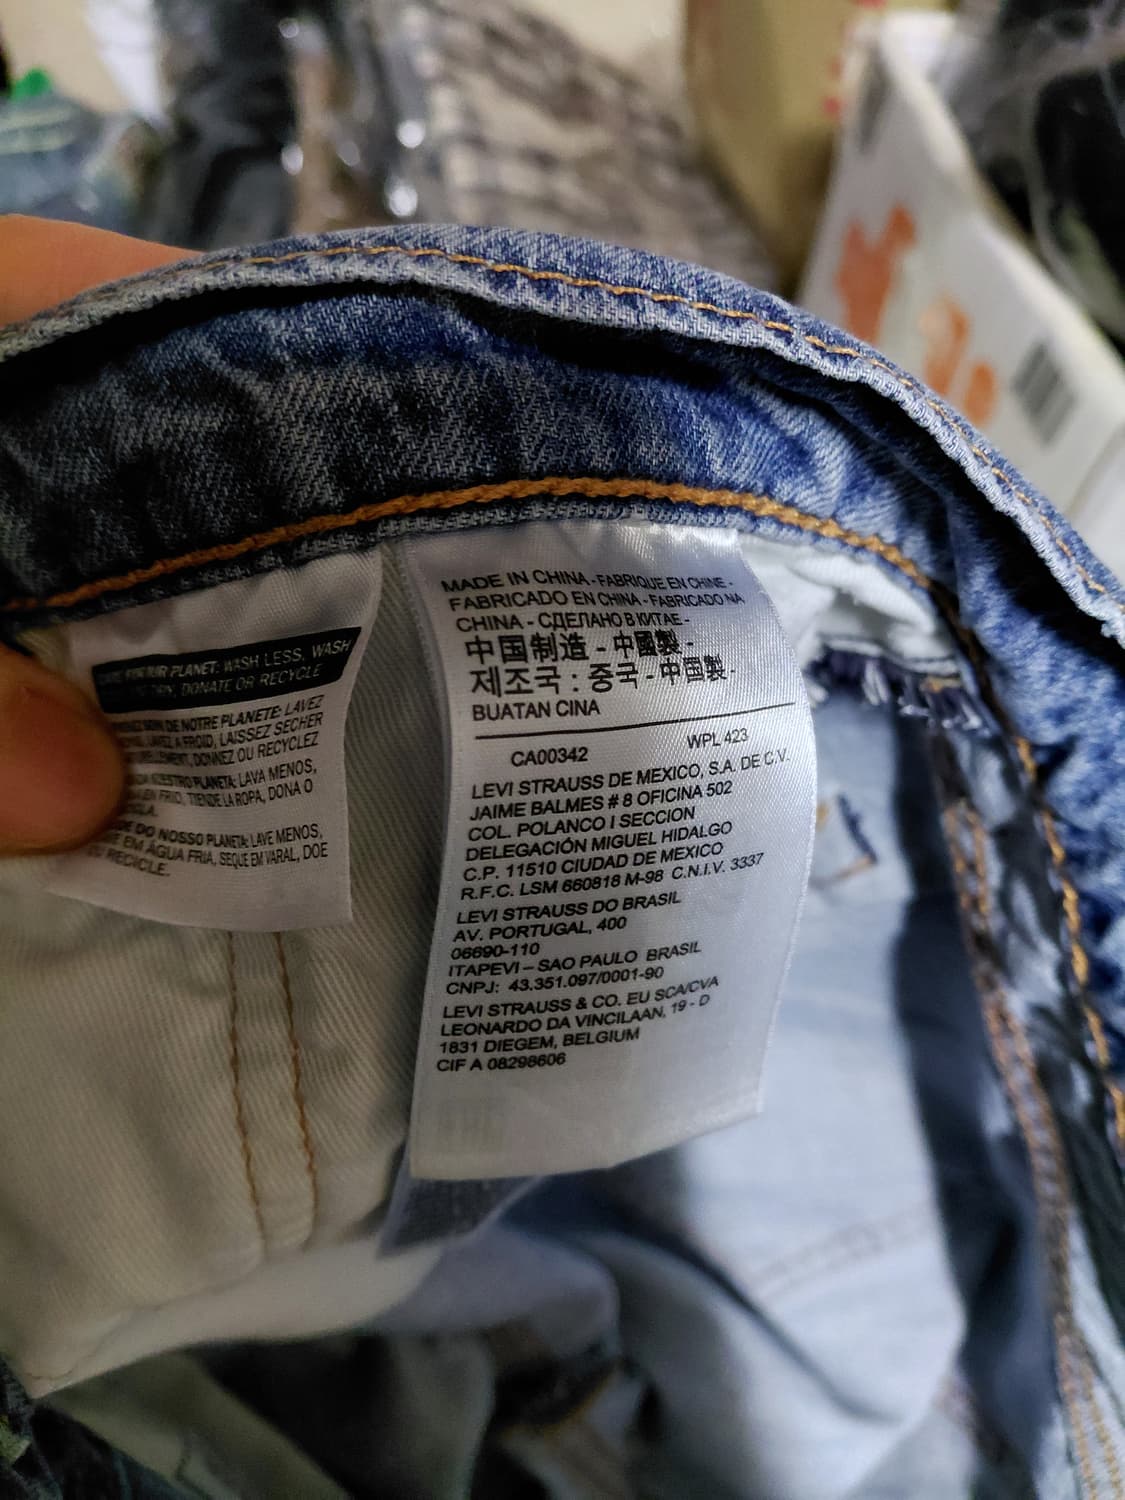 PLANET: WASH LESS, WASH
DONATE OR RECYCLE
SOIN DE NOTRE PLANETE: LAVEZ
LAVEZ A FROID, LAISSEZ SECHER
DONNEZ OU RECYCLEZ
NUESTRO PLANETA: LAVA MENOS,
EN FRIO, TIENDE LA ROPA, DONA O
DO NOSSO PLANETA: LAVE MENOS,
EM ÁGUA FRIA, SEQUE EM VARAL, DOE
RECYCLE.
MADE IN CHINA - FABRIQUE EN CHINE -
FABRICADO EN CHINA - FABRICADO NA
CHINA - СДЕЛАНО В КИТАЕ -
中国制造 - 中國製 -
제조국 : 중국 - 中国製 -
BUATAN CINA
CA00342 WPL 423
LEVI STRAUSS DE MEXICO, S.A. DE C.V.
JAIME BALMES # 8 OFICINA 502
COL. POLANCO I SECCION
DELEGACIÓN MIGUEL HIDALGO
C.P. 11510 CIUDAD DE MEXICO
R.F.C. LSM 660818 M-98 C.N.I.V. 3337
LEVI STRAUSS DO BRASIL
AV. PORTUGAL, 400
06690-110
ITAPEVI – SAO PAULO BRASIL
CNPJ: 43.351.097/0001-90
LEVI STRAUSS & CO. EU SCA/CVA
LEONARDO DA VINCILAAN, 19 - D
1831 DIEGEM, BELGIUM
CIF A 08298606